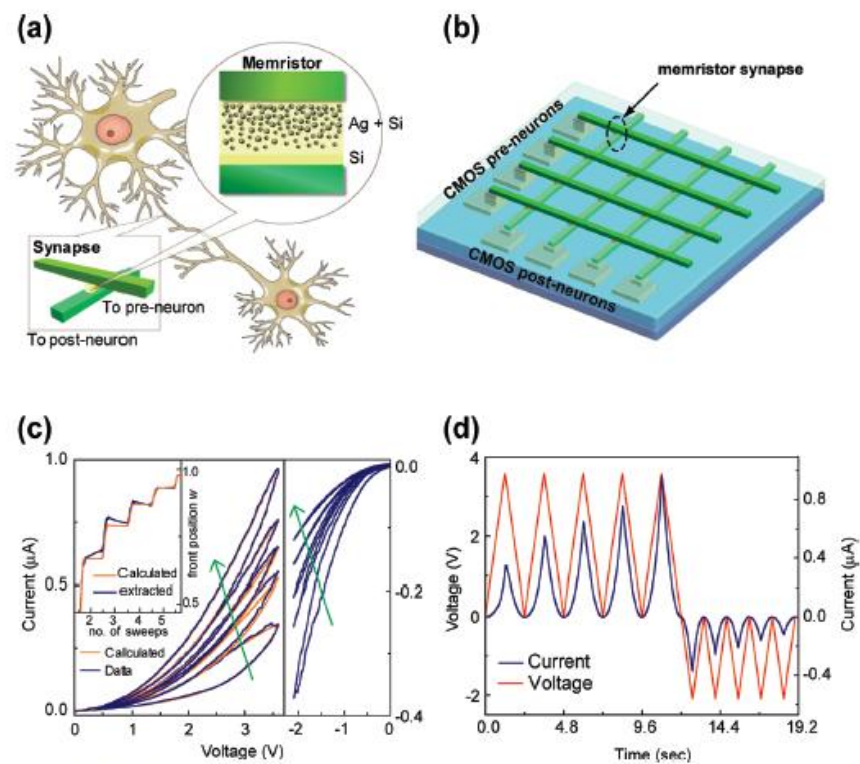 (a)
Memristor
Ag + Si
Si
Synapse
To pre-neuron
To post-neuron
(b)
memristor synapse
CMOS pre-neurons
CMOS post-neurons
(c)
Current (μA)
1.0
0.5
0.0
1.0
0.5
front position w
Calculated
extracted
2 3 4 5
no. of sweeps
Calculated
Data
0 1 2 3 -2 -1 0
Voltage (V)
0.0
-0.2
-0.4
(d)
Voltage (V)
4
2
0
-2
Current
Voltage
0.0 4.8 9.6 14.4 19.2
Time (sec)
0.8
0.4
0.0
-0.4
Current (μA)